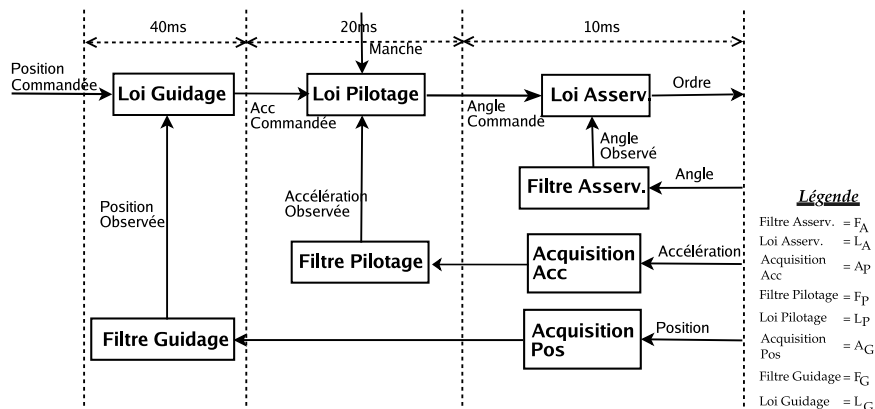 40ms
20ms
10ms
Manche
Position
Commandée
Loi Guidage
Acc
Commandée
Loi Pilotage
Angle
Commandé
Loi Asserv.
Ordre
Angle
Observé
Position
Observée
Accélération
Observée
Filtre Asserv.
Angle
Filtre Pilotage
Acquisition
Acc
Accélération
Filtre Guidage
Acquisition
Pos
Position
Légende
Filtre Asserv. = FA
Loi Asserv. = LA
Acquisition
Acc = AP
Filtre Pilotage = FP
Loi Pilotage = LP
Acquisition
Pos = AG
Filtre Guidage = FG
Loi Guidage = LG